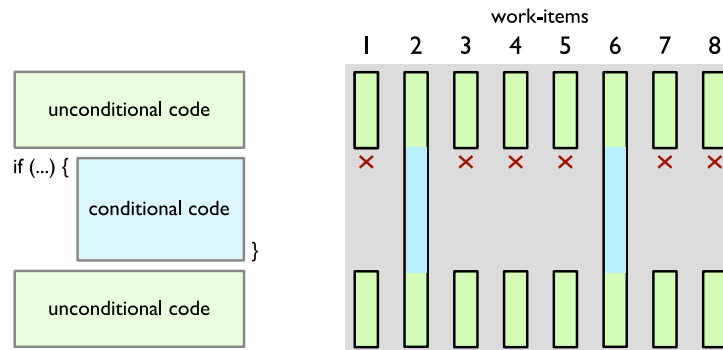 work-items
1 2 3 4 5 6 7 8
unconditional code
if (...) {
conditional code
}
unconditional code